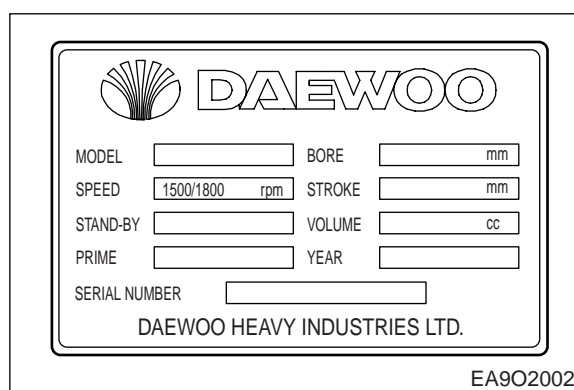 DAEWOO
MODEL BORE mm
SPEED 1500/1800 rpm STROKE mm
STAND-BY VOLUME cc
PRIME YEAR
SERIAL NUMBER
DAEWOO HEAVY INDUSTRIES LTD.
EA9O2002